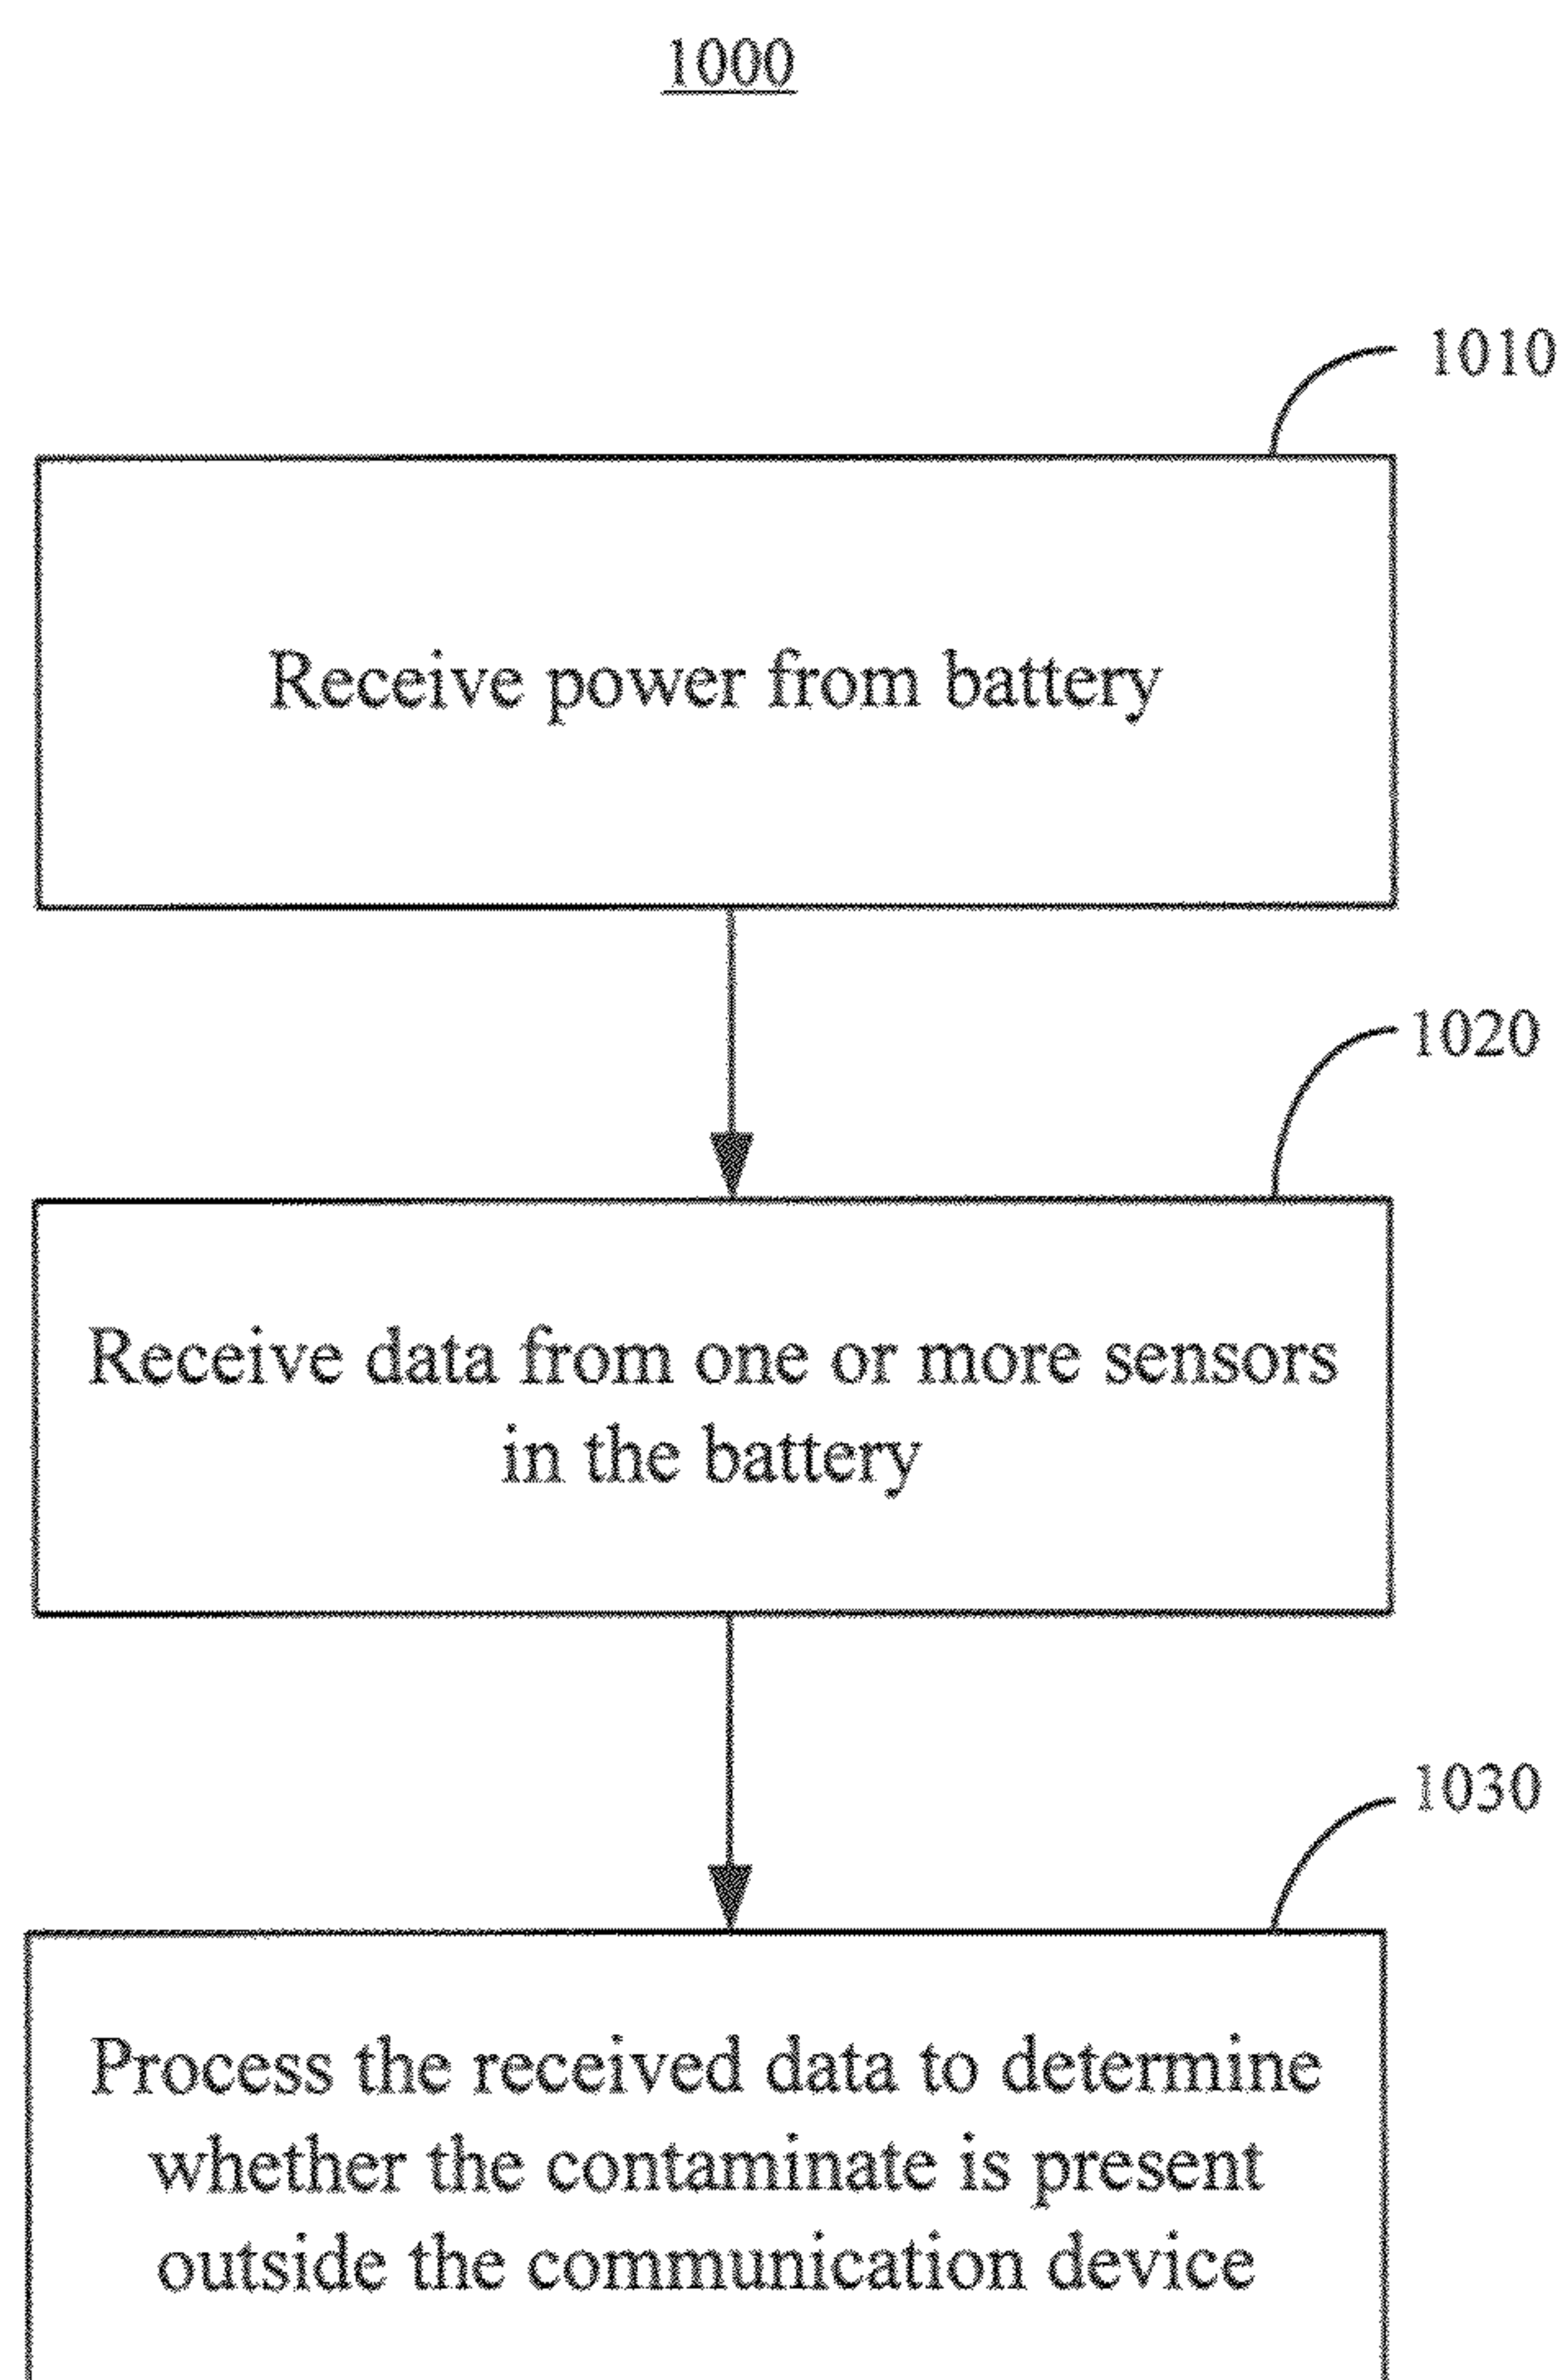 1000
1010
Receive power from battery
1020
Receive data from one or more sensors
in the battery
1030
Process the received data to determine
whether the contaminate is present
outside the communication device